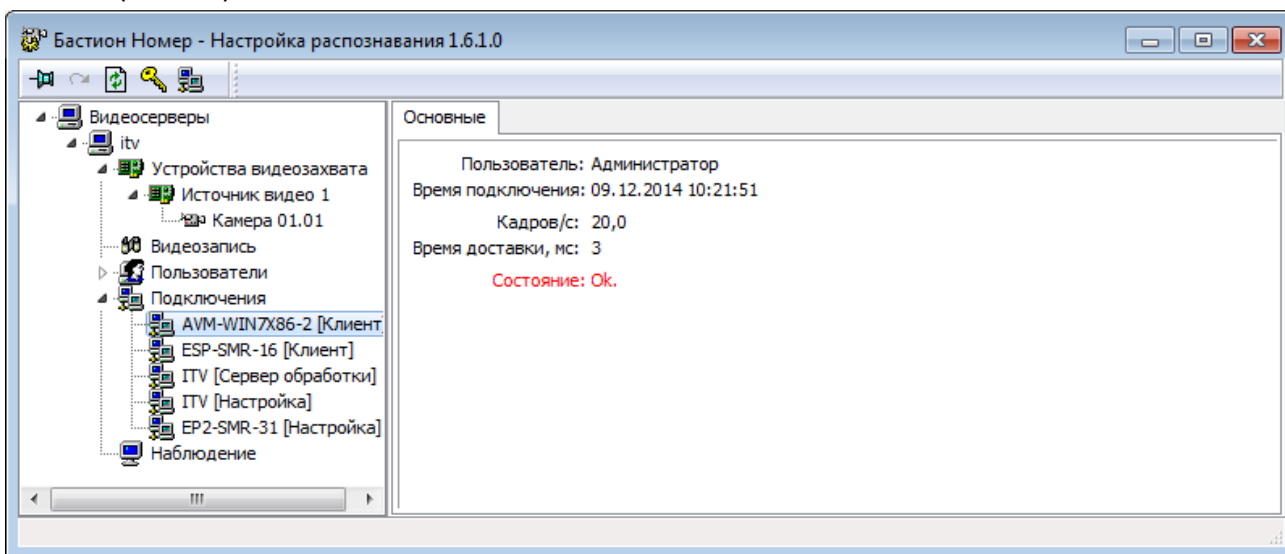 Бастион Номер - Настройка распознавания 1.6.1.0
Видеосерверы
itv
Устройства видеозахвата
Источник видео 1
Камера 01.01
Видеозапись
Пользователи
Подключения
AVM-WIN7X86-2 [Клиент
ESP-SMR-16 [Клиент]
ITV [Сервер обработки]
ITV [Настройка]
EP2-SMR-31 [Настройка]
Наблюдение
Основные
Пользователь: Администратор
Время подключения: 09.12.2014 10:21:51
Кадров/с: 20,0
Время доставки, мс: 3
Состояние: Ok.